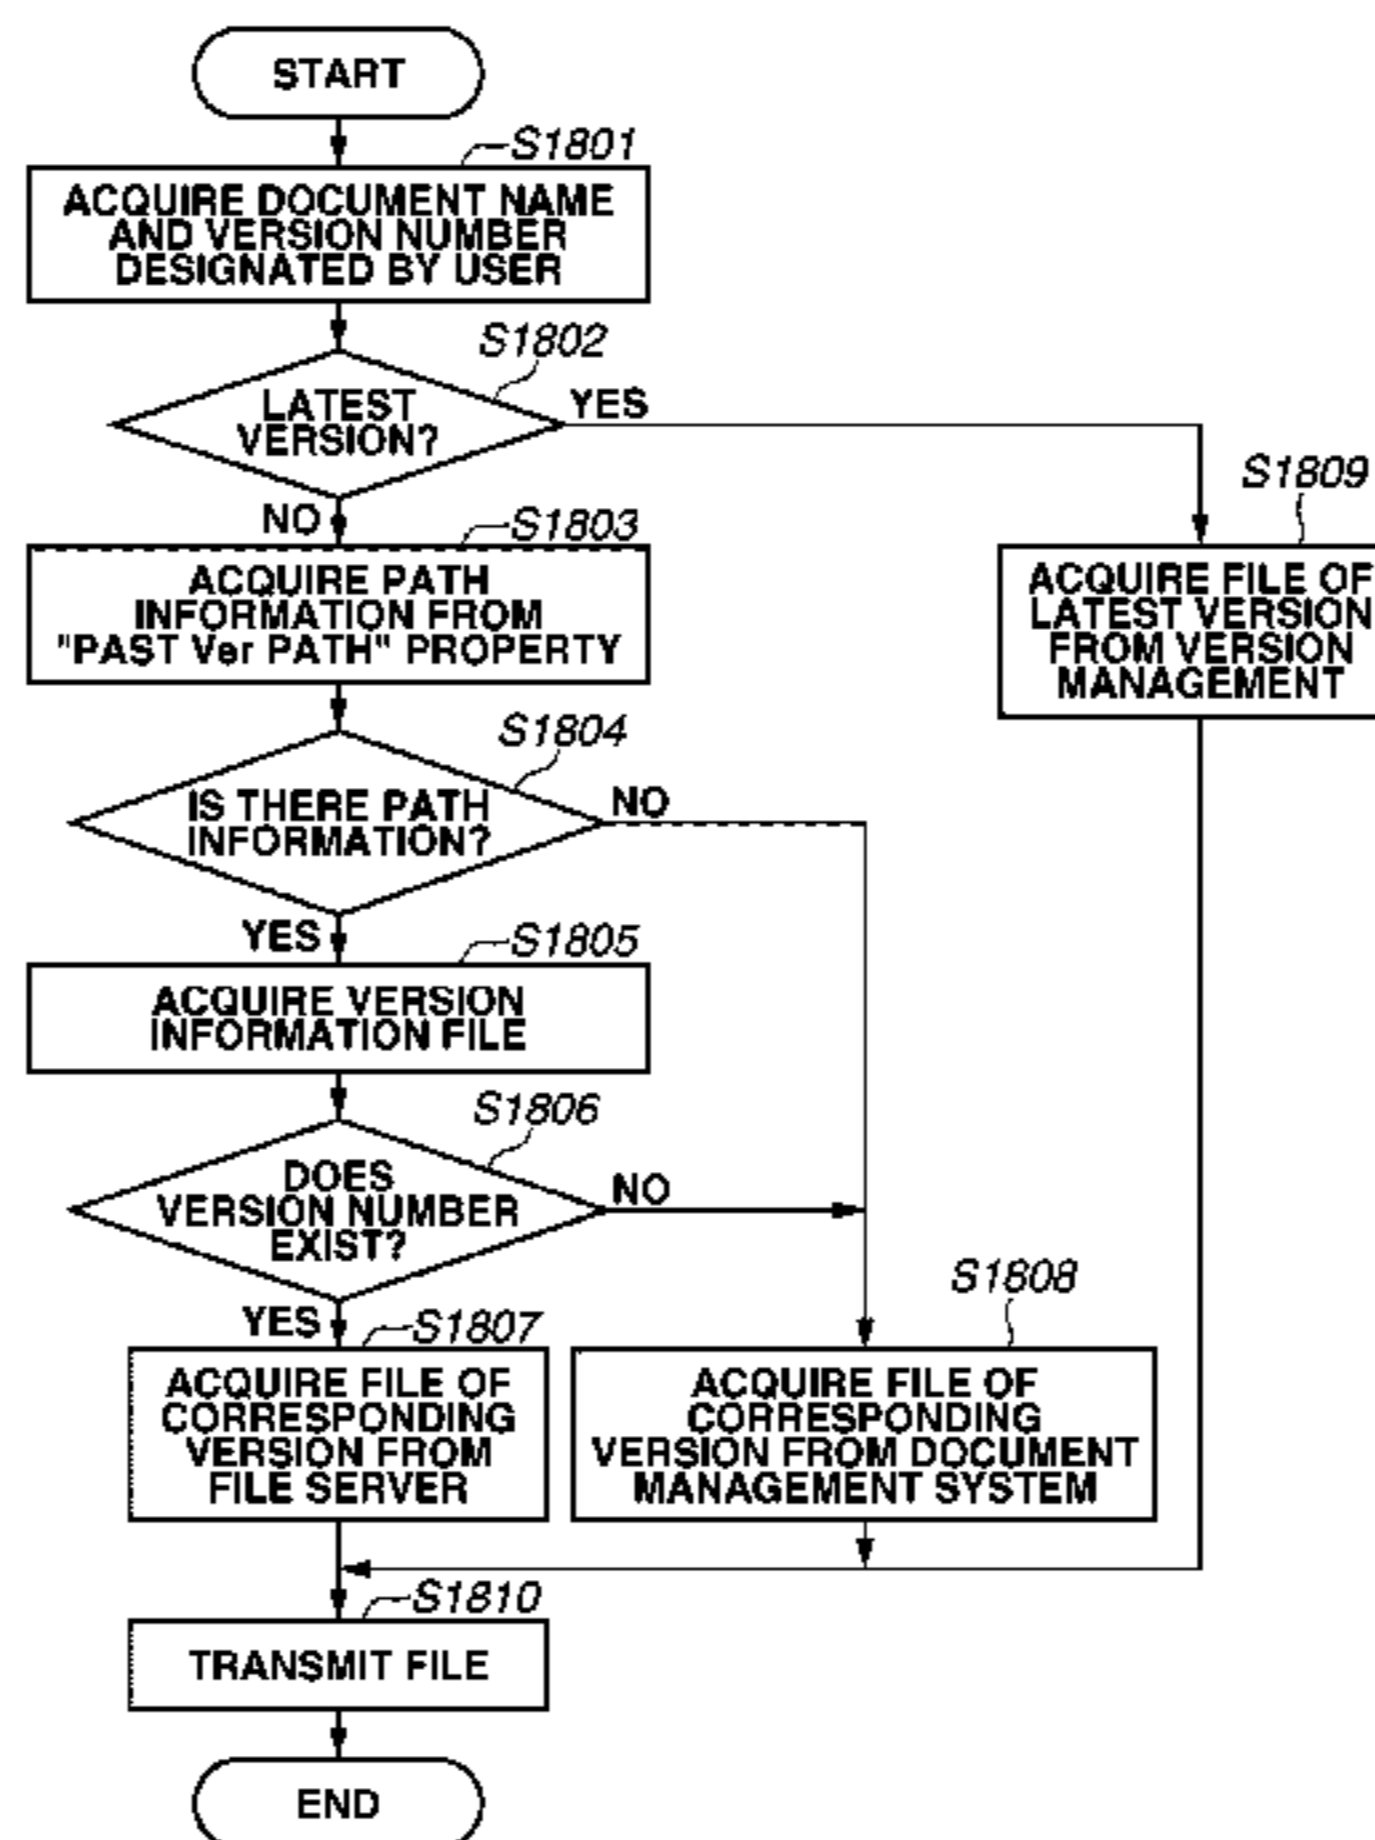 START
S1801
ACQUIRE DOCUMENT NAME
AND VERSION NUMBER
DESIGNATED BY USER
S1802
LATEST
VERSION?
YES
NO
S1803
ACQUIRE PATH
INFORMATION FROM
"PAST Ver PATH" PROPERTY
S1809
ACQUIRE FILE OF
LATEST VERSION
FROM VERSION
MANAGEMENT
S1804
IS THERE PATH
INFORMATION?
NO
YES
S1805
ACQUIRE VERSION
INFORMATION FILE
S1806
DOES
VERSION NUMBER
EXIST?
NO
YES
S1807
ACQUIRE FILE OF
CORRESPONDING
VERSION FROM
FILE SERVER
S1808
ACQUIRE FILE OF
CORRESPONDING
VERSION FROM DOCUMENT
MANAGEMENT SYSTEM
S1810
TRANSMIT FILE
END